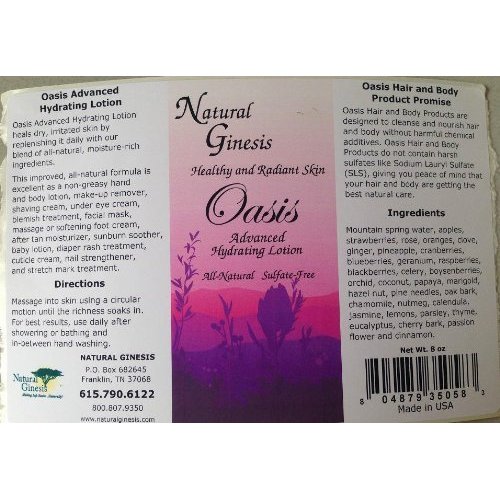 Oasis Advanced
Hydrating Lotion
Oasis Advanced Hydrating Lotion
heals dry, irritated skin by
replenishing it daily with our
blend of all-natural, moisture-rich
ingredients.
This improved, all-natural formula is
excellent as a non-greasy hand
and body lotion, make-up remover,
shaving cream, under eye cream,
blemish treatment, facial mask,
massage or softening foot cream,
after tan moisturizer, sunburn soother,
baby lotion, diaper rash treatment,
cuticle cream, nail strengthener,
and stretch mark treatment.
Directions
Massage into skin using a circular
motion until the richness soaks in.
For best results, use daily after
showering or bathing and
in-between hand washing.
Natural
Ginesis
NATURAL GINESIS
P.O. Box 682645
Franklin, TN 37068
615.790.6122
800.807.9350
www.naturalginesis.com
Natural
Ginesis
Healthy and Radiant Skin
Oasis
Advanced
Hydrating Lotion
All-Natural Sulfate-Free
Oasis Hair and Body
Product Promise
Oasis Hair and Body Products are
designed to cleanse and nourish hair
and body without harmful chemical
additives. Oasis Hair and Body
Products do not contain harsh
sulfates like Sodium Lauryl Sulfate
(SLS), giving you peace of mind that
your hair and body are getting the
best natural care.
Ingredients
Mountain spring water, apples,
strawberries, rose, oranges, clove,
ginger, pineapple, cranberries,
blueberries, geranium, raspberries,
blackberries, celery, boysenberries,
orchid, coconut, papaya, mangold,
hazel nut, pine needles, oak bark,
chamomile, nutmeg, calendula,
jasmine, lemons, parsley, thyme,
eucalyptus, cherry bark, passion
flower and cinnamon.
Net Wt. 8 oz
8 04879 35058 3
Made in USA